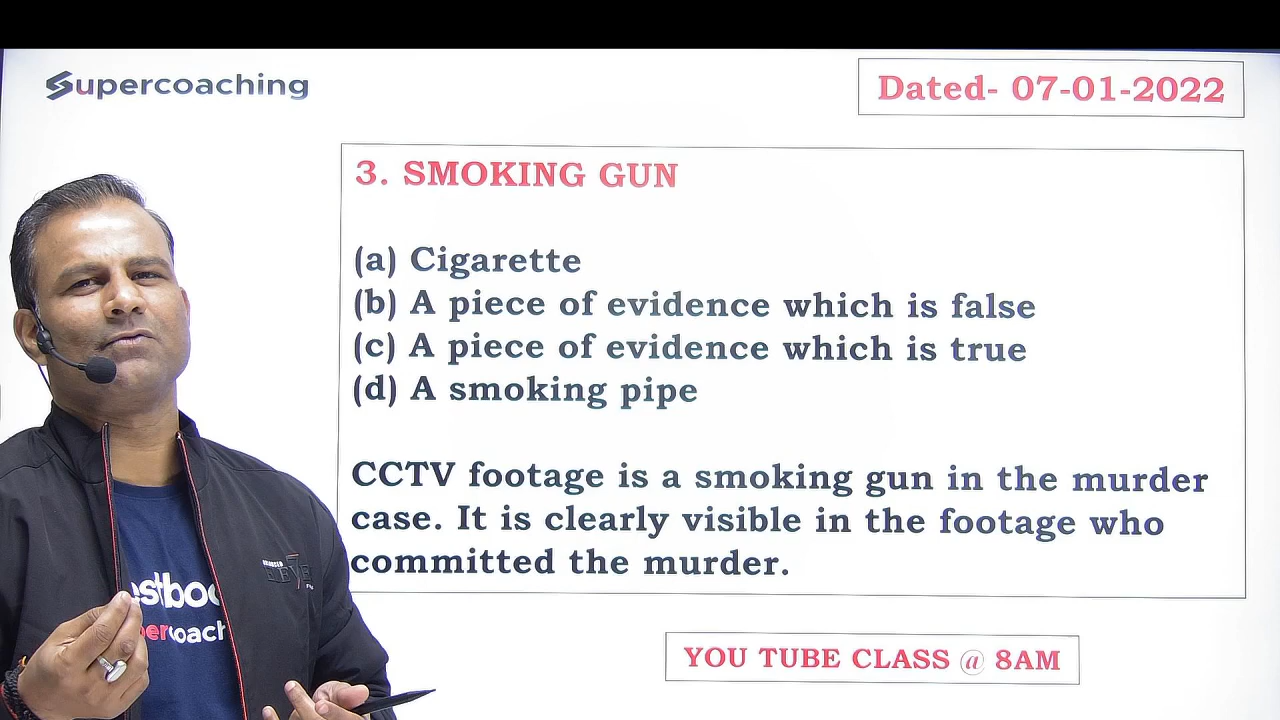 Supercoaching
Dated- 07-01-2022
3. SMOKING GUN
(a) Cigarette
(b) A piece of evidence which is false
(c) A piece of evidence which is true
(d) A smoking pipe
CCTV footage is a smoking gun in the murder
case. It is clearly visible in the footage who
committed the murder.
YOU TUBE CLASS @ 8AM
estboo
percoach